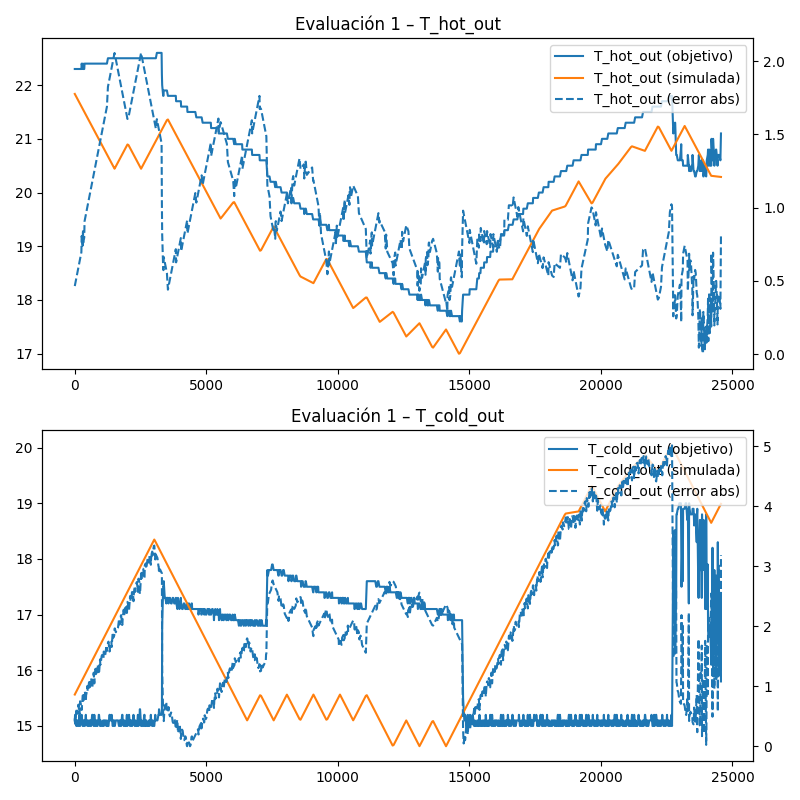 Evaluación 1 – T_hot_out
T_hot_out (objetivo)
T_hot_out (simulada)
T_hot_out (error abs)
22
21
20
19
18
17
2.0
1.5
1.0
0.5
0.0
0 5000 10000 15000 20000 25000
Evaluación 1 – T_cold_out
T_cold_out (objetivo)
T_cold_out (simulada)
T_cold_out (error abs)
20
19
18
17
16
15
5
4
3
2
1
0
0 5000 10000 15000 20000 25000